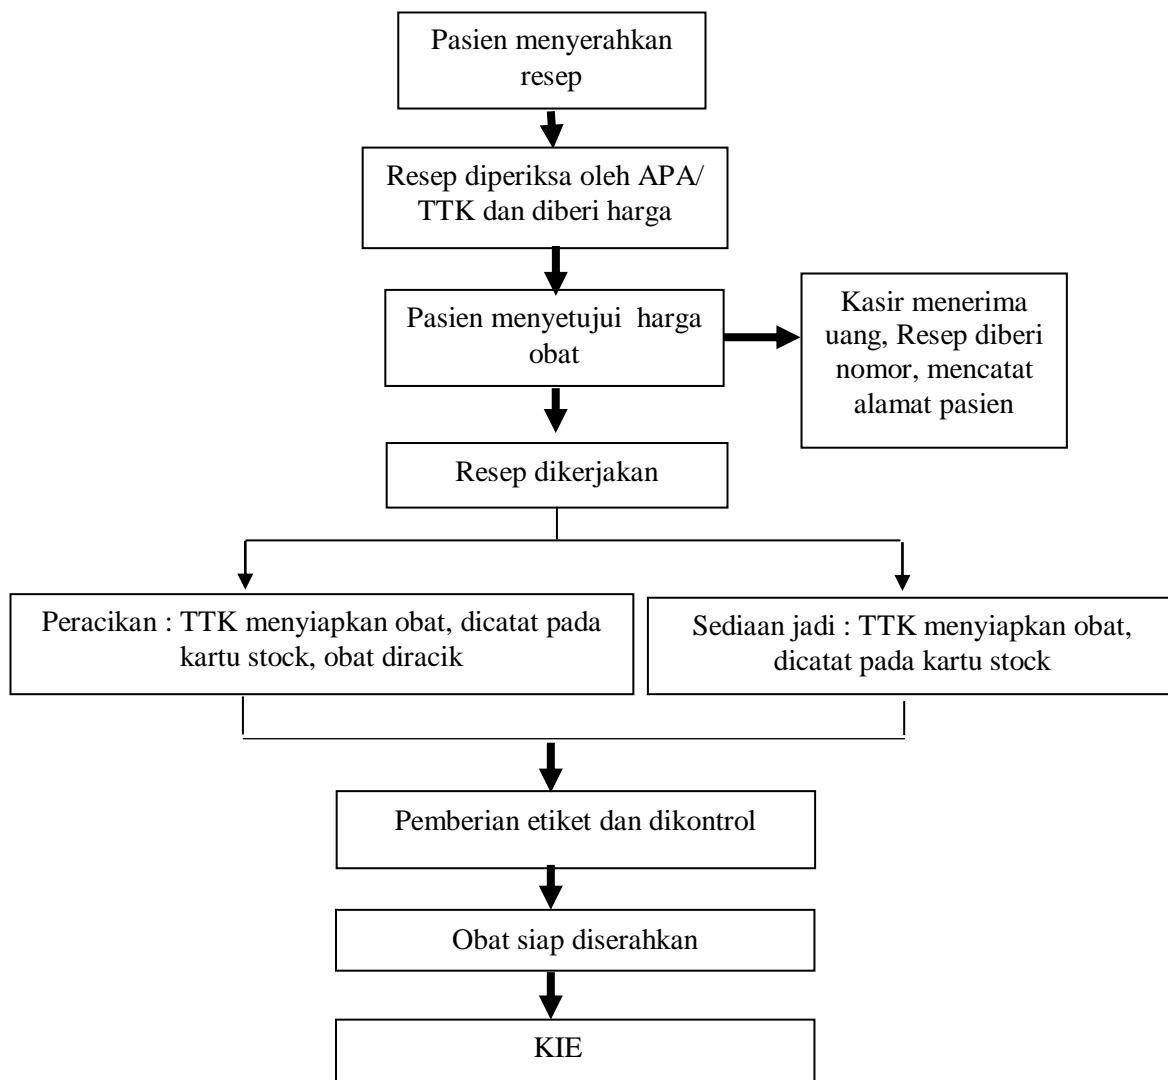 Pasien menyerahkan
resep
Resep diperiksa oleh APA/
TTK dan diberi harga
Pasien menyetujui harga
obat
Kasir menerima
uang, Resep diberi
nomor, mencatat
alamat pasien
Resep dikerjakan
Peracikan : TTK menyiapkan obat, dicatat pada
kartu stock, obat diracik
Sediaan jadi : TTK menyiapkan obat,
dicatat pada kartu stock
Pemberian etiket dan dikontrol
Obat siap diserahkan
KIE